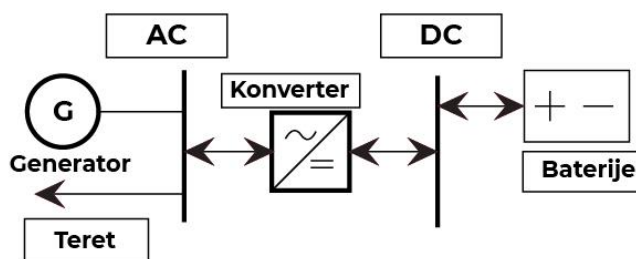 AC
DC
Konverter
G
Generator
Baterije
Teret